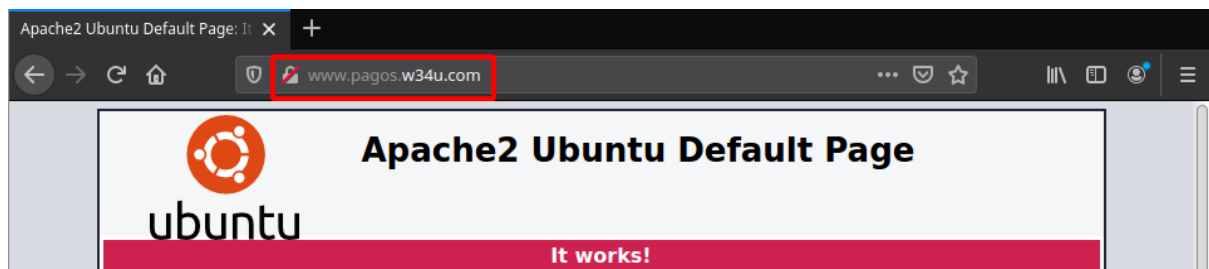 Apache2 Ubuntu Default Page: It
www.pagos.w34u.com
Apache2 Ubuntu Default Page
ubuntu
It works!